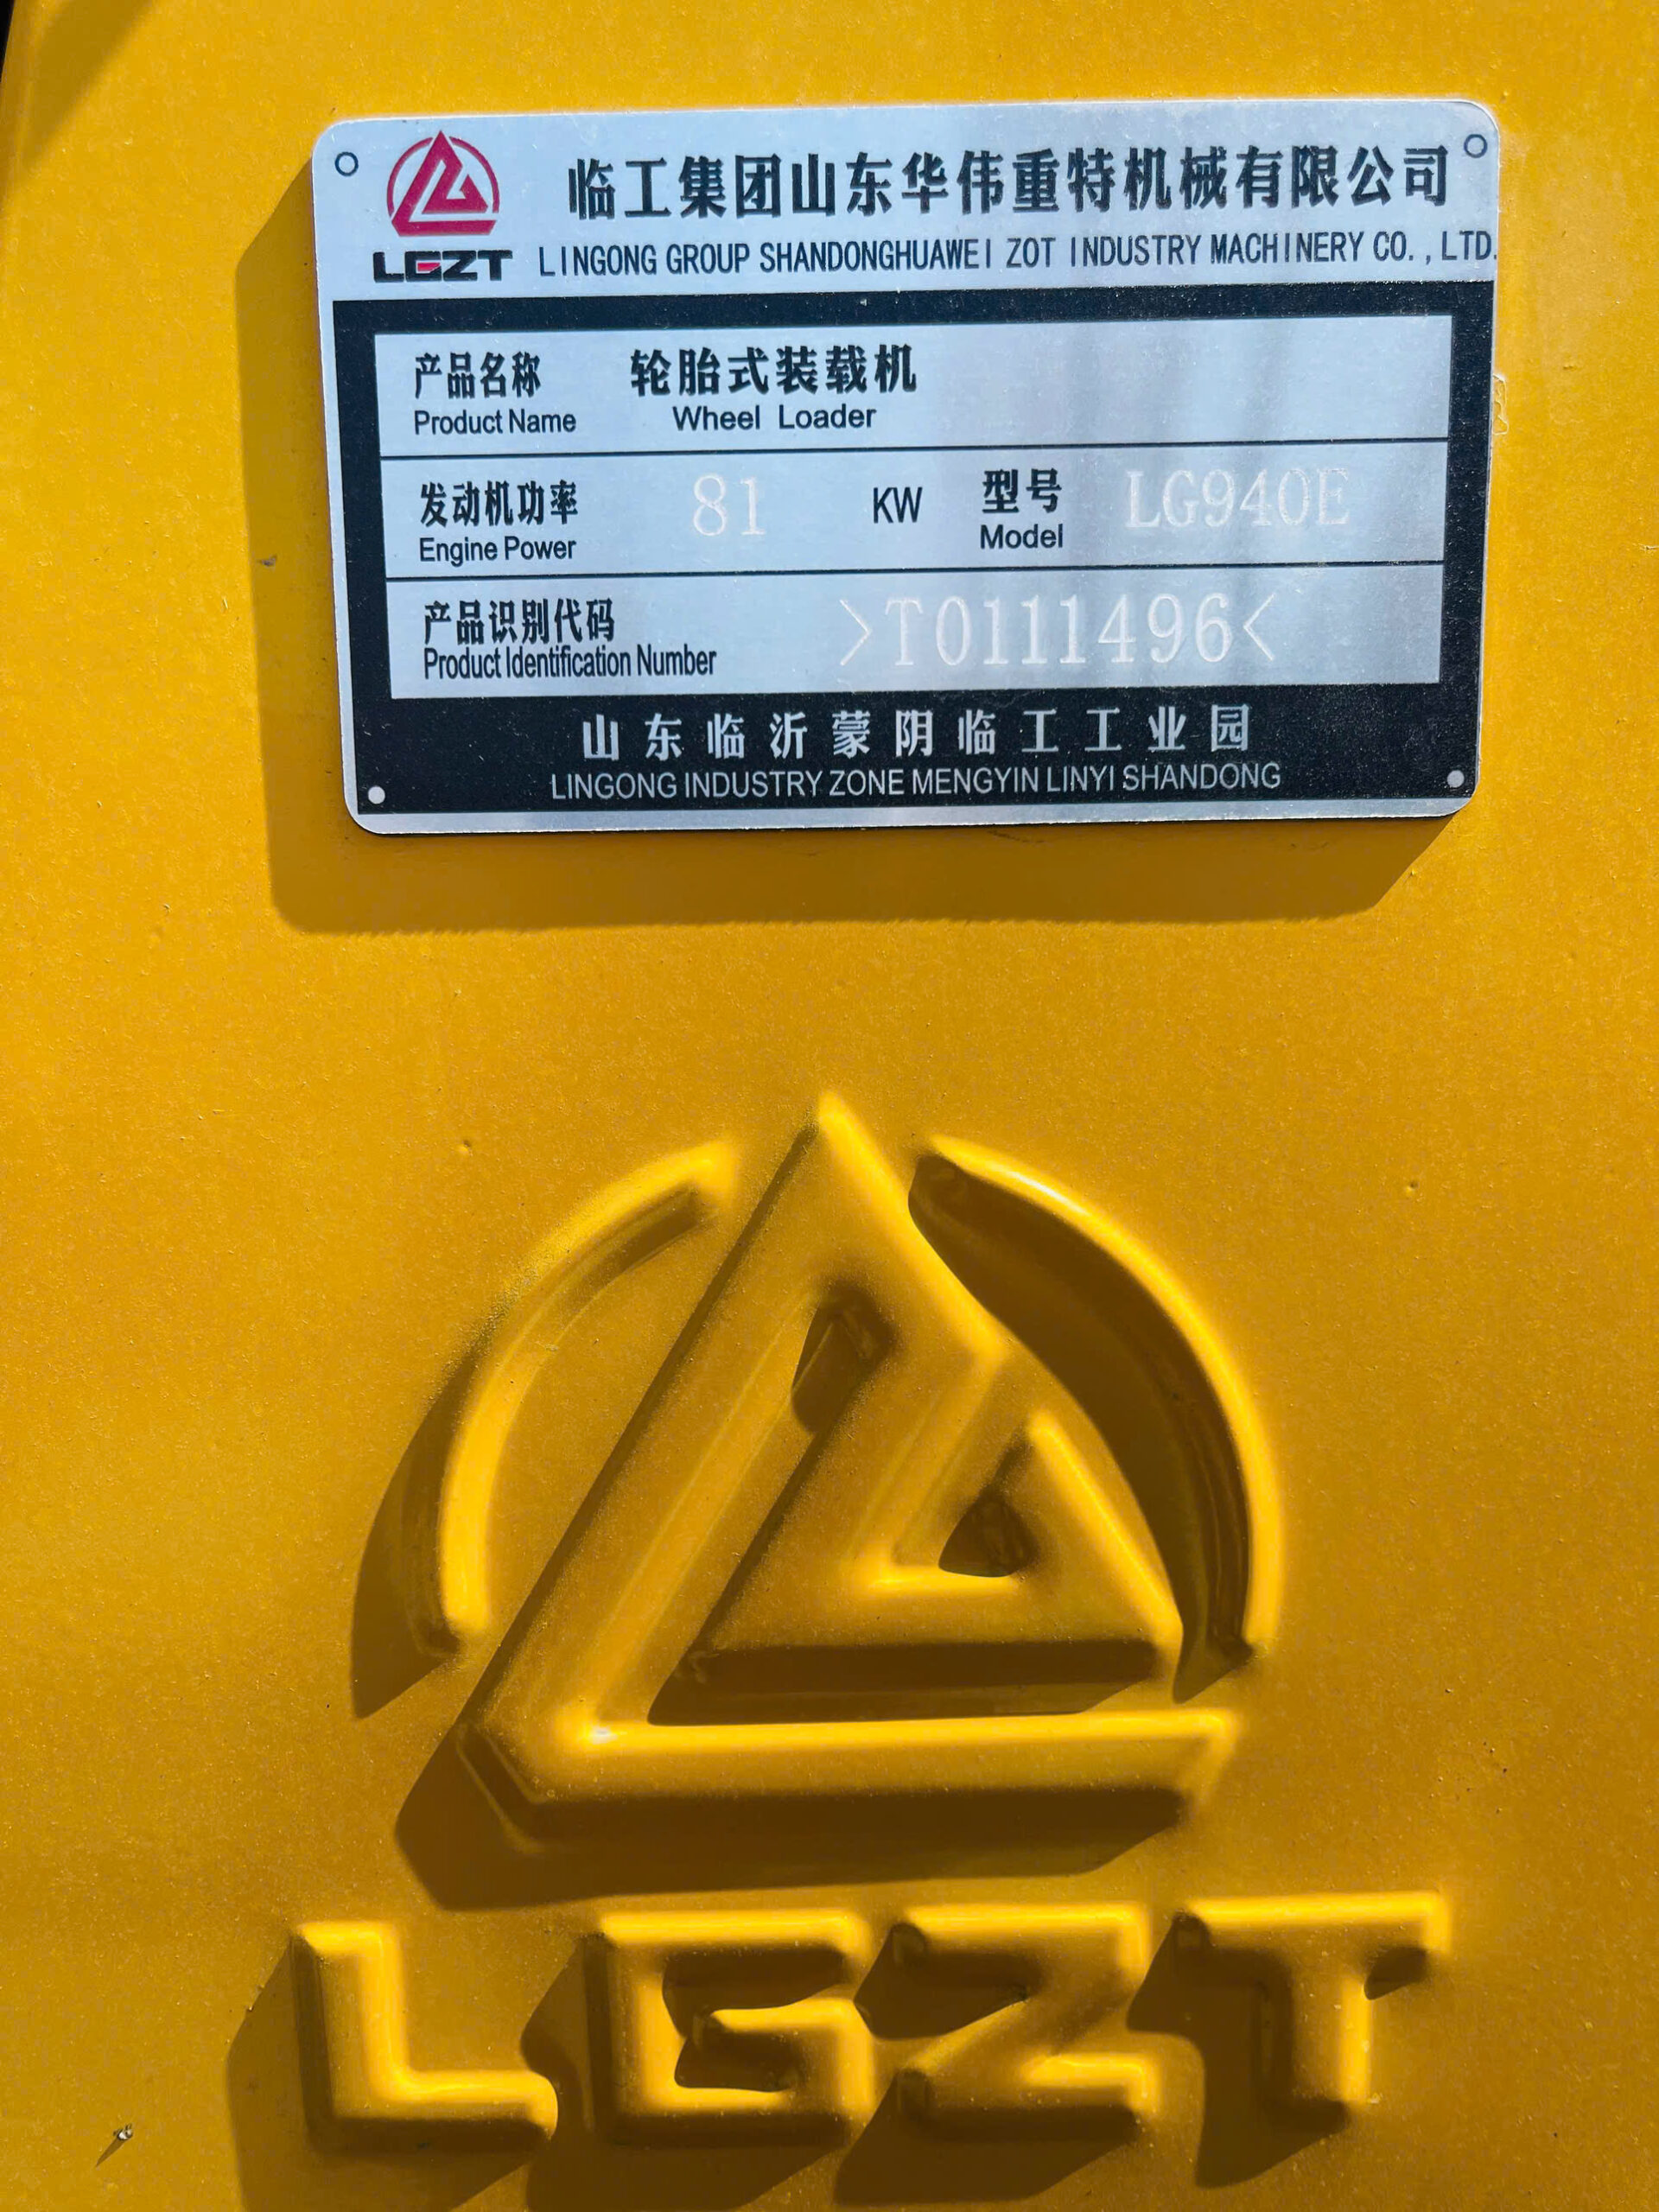 LGZT
临工集团山东华伟重特机械有限公司
LINGONG GROUP SHANDONGHUAWEI ZOT INDUSTRY MACHINERY CO.,LTD.
产品名称 轮胎式装载机
Product Name Wheel Loader
发动机功率 81 KW 型号 LG940E
Engine Power Model
产品识别代码 >T0111496<
Product Identification Number
山东临沂蒙阴临工工业园
LINGONG INDUSTRY ZONE MENGYIN LINYI SHANDONG
LGZT